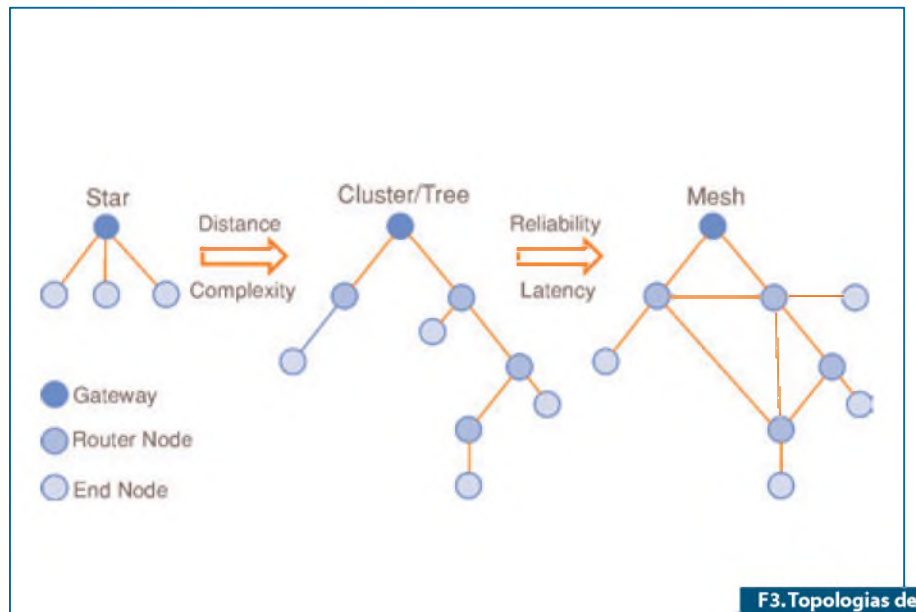 Star
Distance
Complexity
Cluster/Tree
Reliability
Latency
Mesh
Gateway
Router Node
End Node
F3.Topologias de